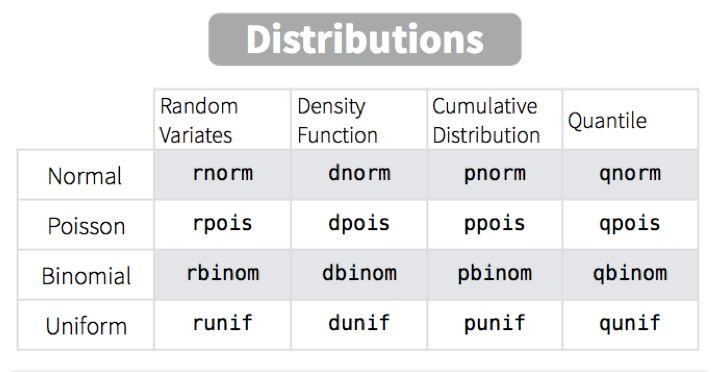 Distributions
Random Variates Density Function Cumulative Distribution Quantile
Normal rnorm dnorm pnorm qnorm
Poisson rpois dpois ppois qpois
Binomial rbinom dbinom pbinom qbinom
Uniform runif dunif punif qunif